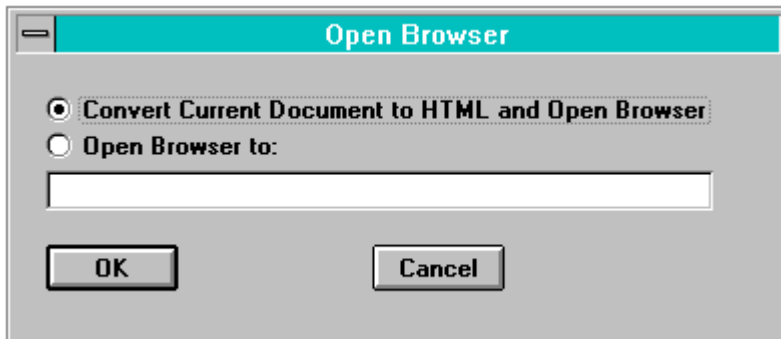 Open Browser
Convert Current Document to HTML and Open Browser
Open Browser to:
OK
Cancel